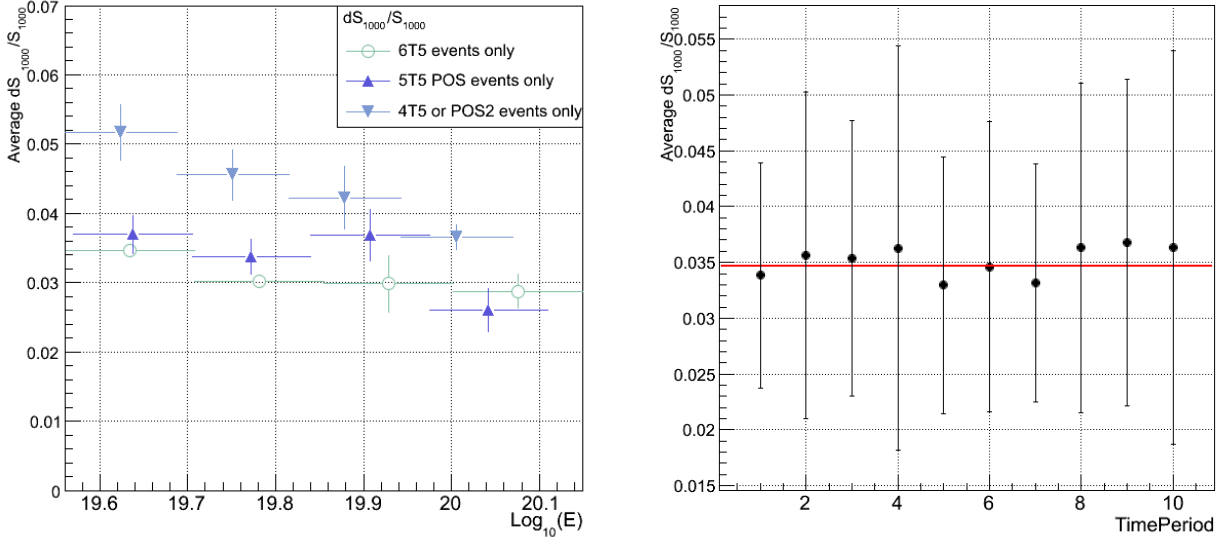 Average dS1000/S1000
0.07
0.06
0.05
0.04
0.03
0.02
0.01
0
dS1000/S1000
6T5 events only
5T5 POS events only
4T5 or POS2 events only
19.6 19.7 19.8 19.9 20 20.1
Log10(E)
Average dS1000/S1000
0.055
0.05
0.045
0.04
0.035
0.03
0.025
0.02
0.015
2 4 6 8 10
TimePeriod